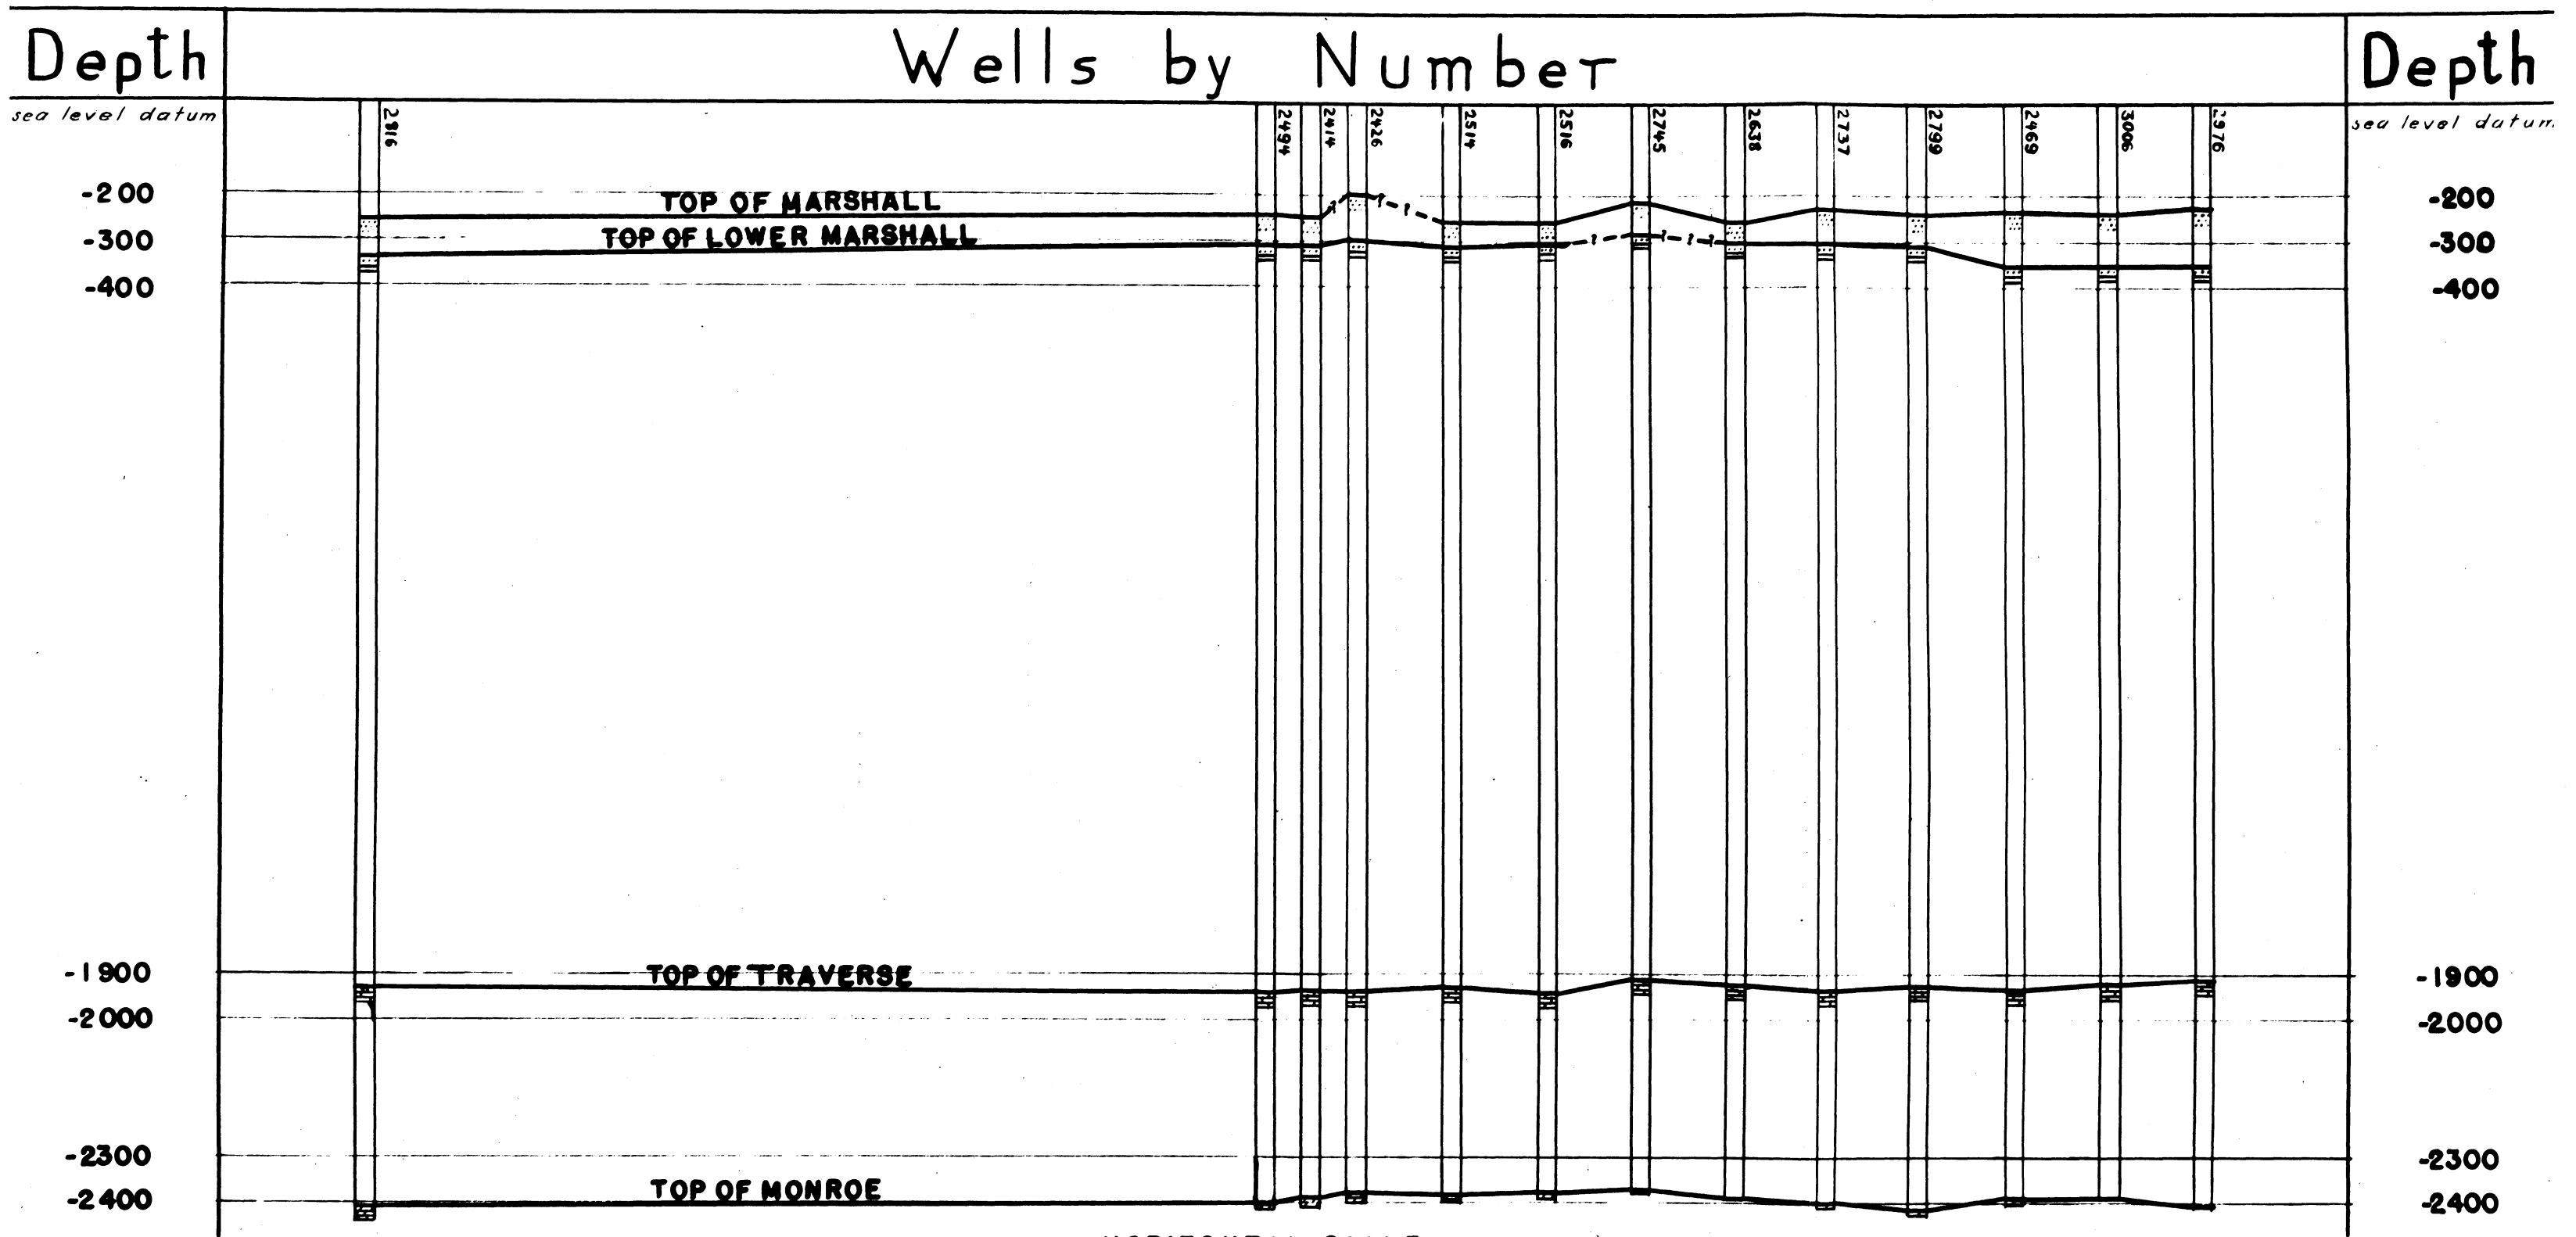 Depth Wells by Number Depth
sea level datum sea level datum
2916 2494 2414 2426 2514 2516 2745 2638 2737 2799 2469 3006 2976
-200 TOP OF MARSHALL -200
-300 TOP OF LOWER MARSHALL -300
? ? ? ? ? ? ?
-400 -400
-1900 TOP OF TRAVERSE -1900
-2000 -2000
-2300 -2300
-2400 TOP OF MONROE -2400